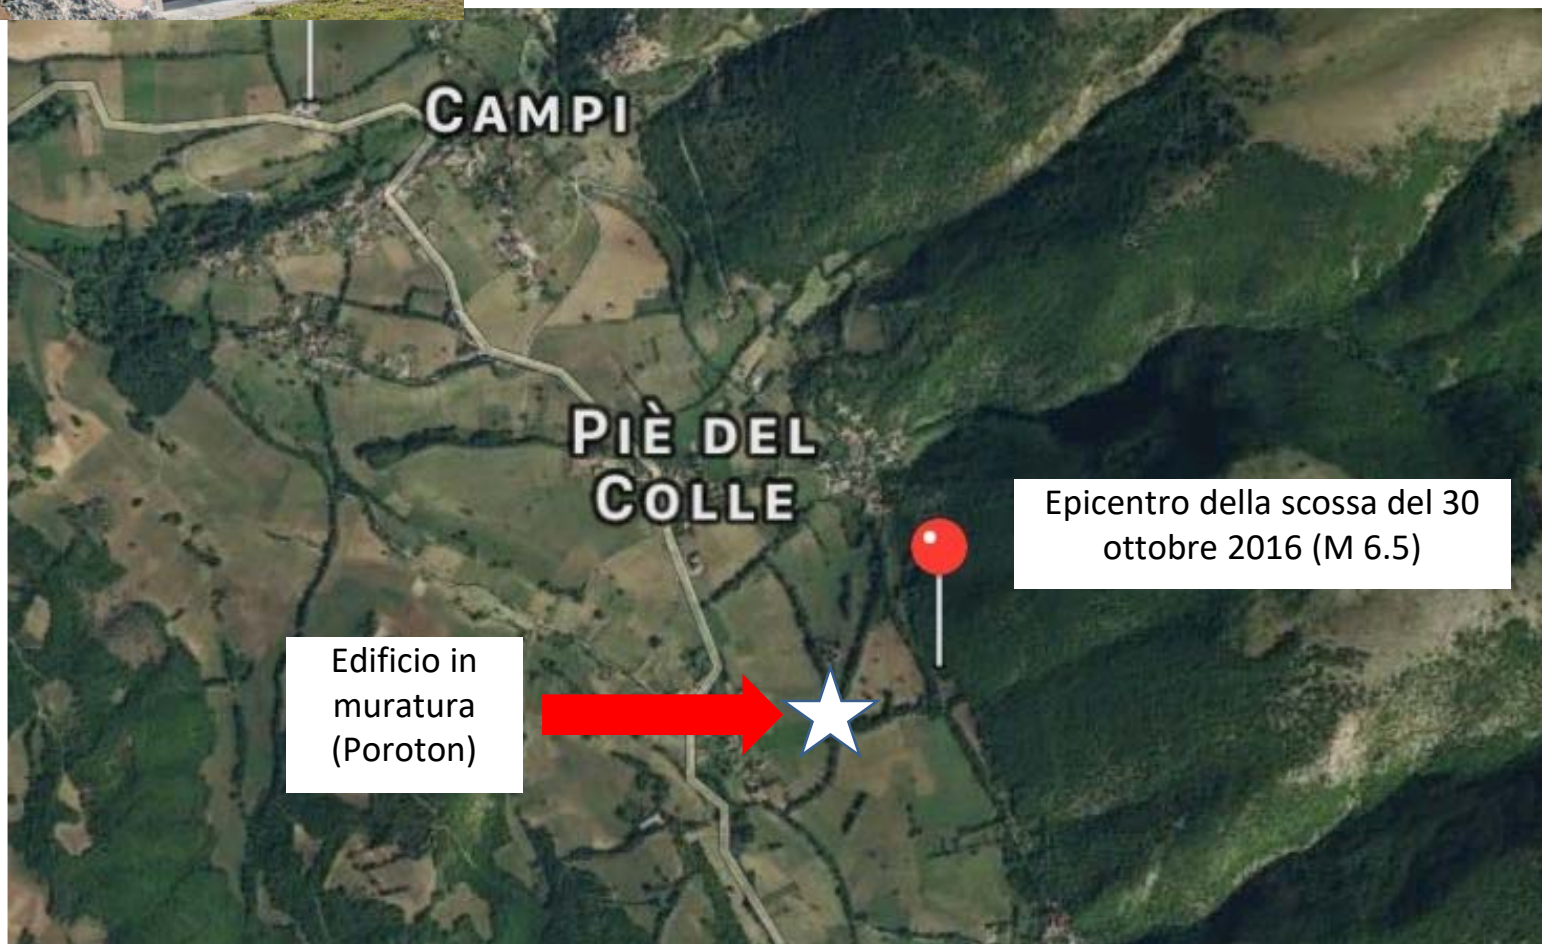 CAMPI
PIÈ DEL
COLLE
Epicentro della scossa del 30
ottobre 2016 (M 6.5)
Edificio in
muratura
(Poroton)